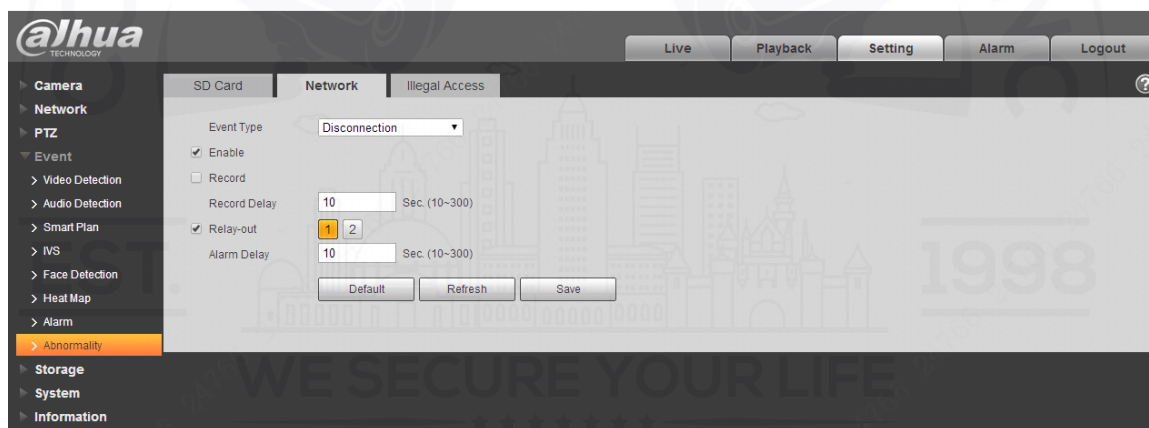 alhua
TECHNOLOGY
Live Playback Setting Alarm Logout
Camera
Network
PTZ
Event
Video Detection
Audio Detection
Smart Plan
IVS
Face Detection
Heat Map
Alarm
Abnormality
Storage
System
Information
SD Card Network Illegal Access
?
Event Type Disconnection
Enable
Record
Record Delay 10 Sec. (10~300)
Relay-out 1 2
Alarm Delay 10 Sec. (10~300)
Default Refresh Save
EST. 1998
WE SECURE YOUR LIFE